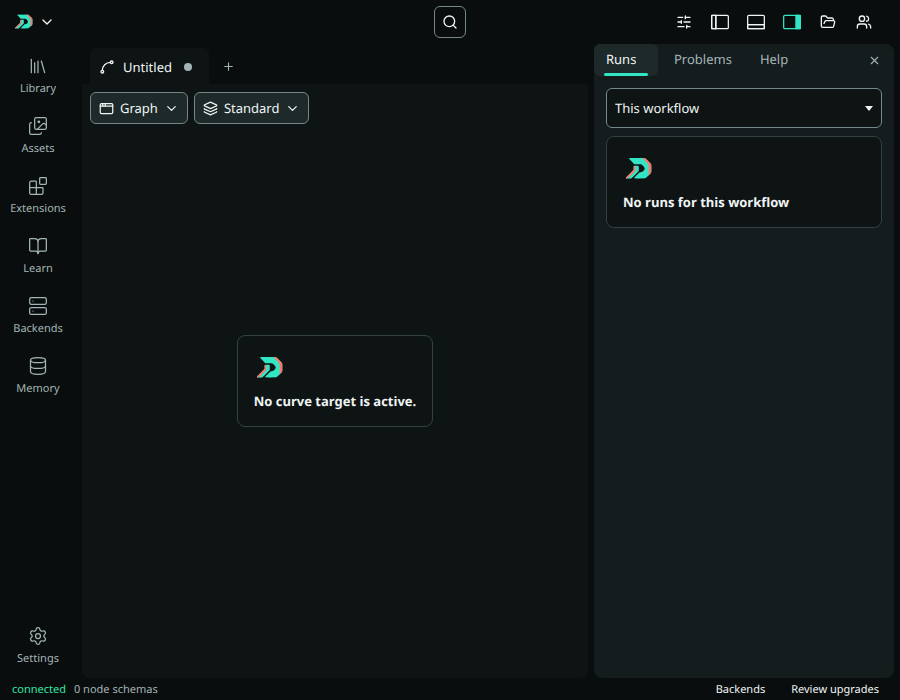 Library
Assets
Extensions
Learn
Backends
Memory
Settings
Untitled
Graph
Standard
No curve target is active.
Runs
Problems
Help
This workflow
No runs for this workflow
connected
0 node schemas
Backends
Review upgrades